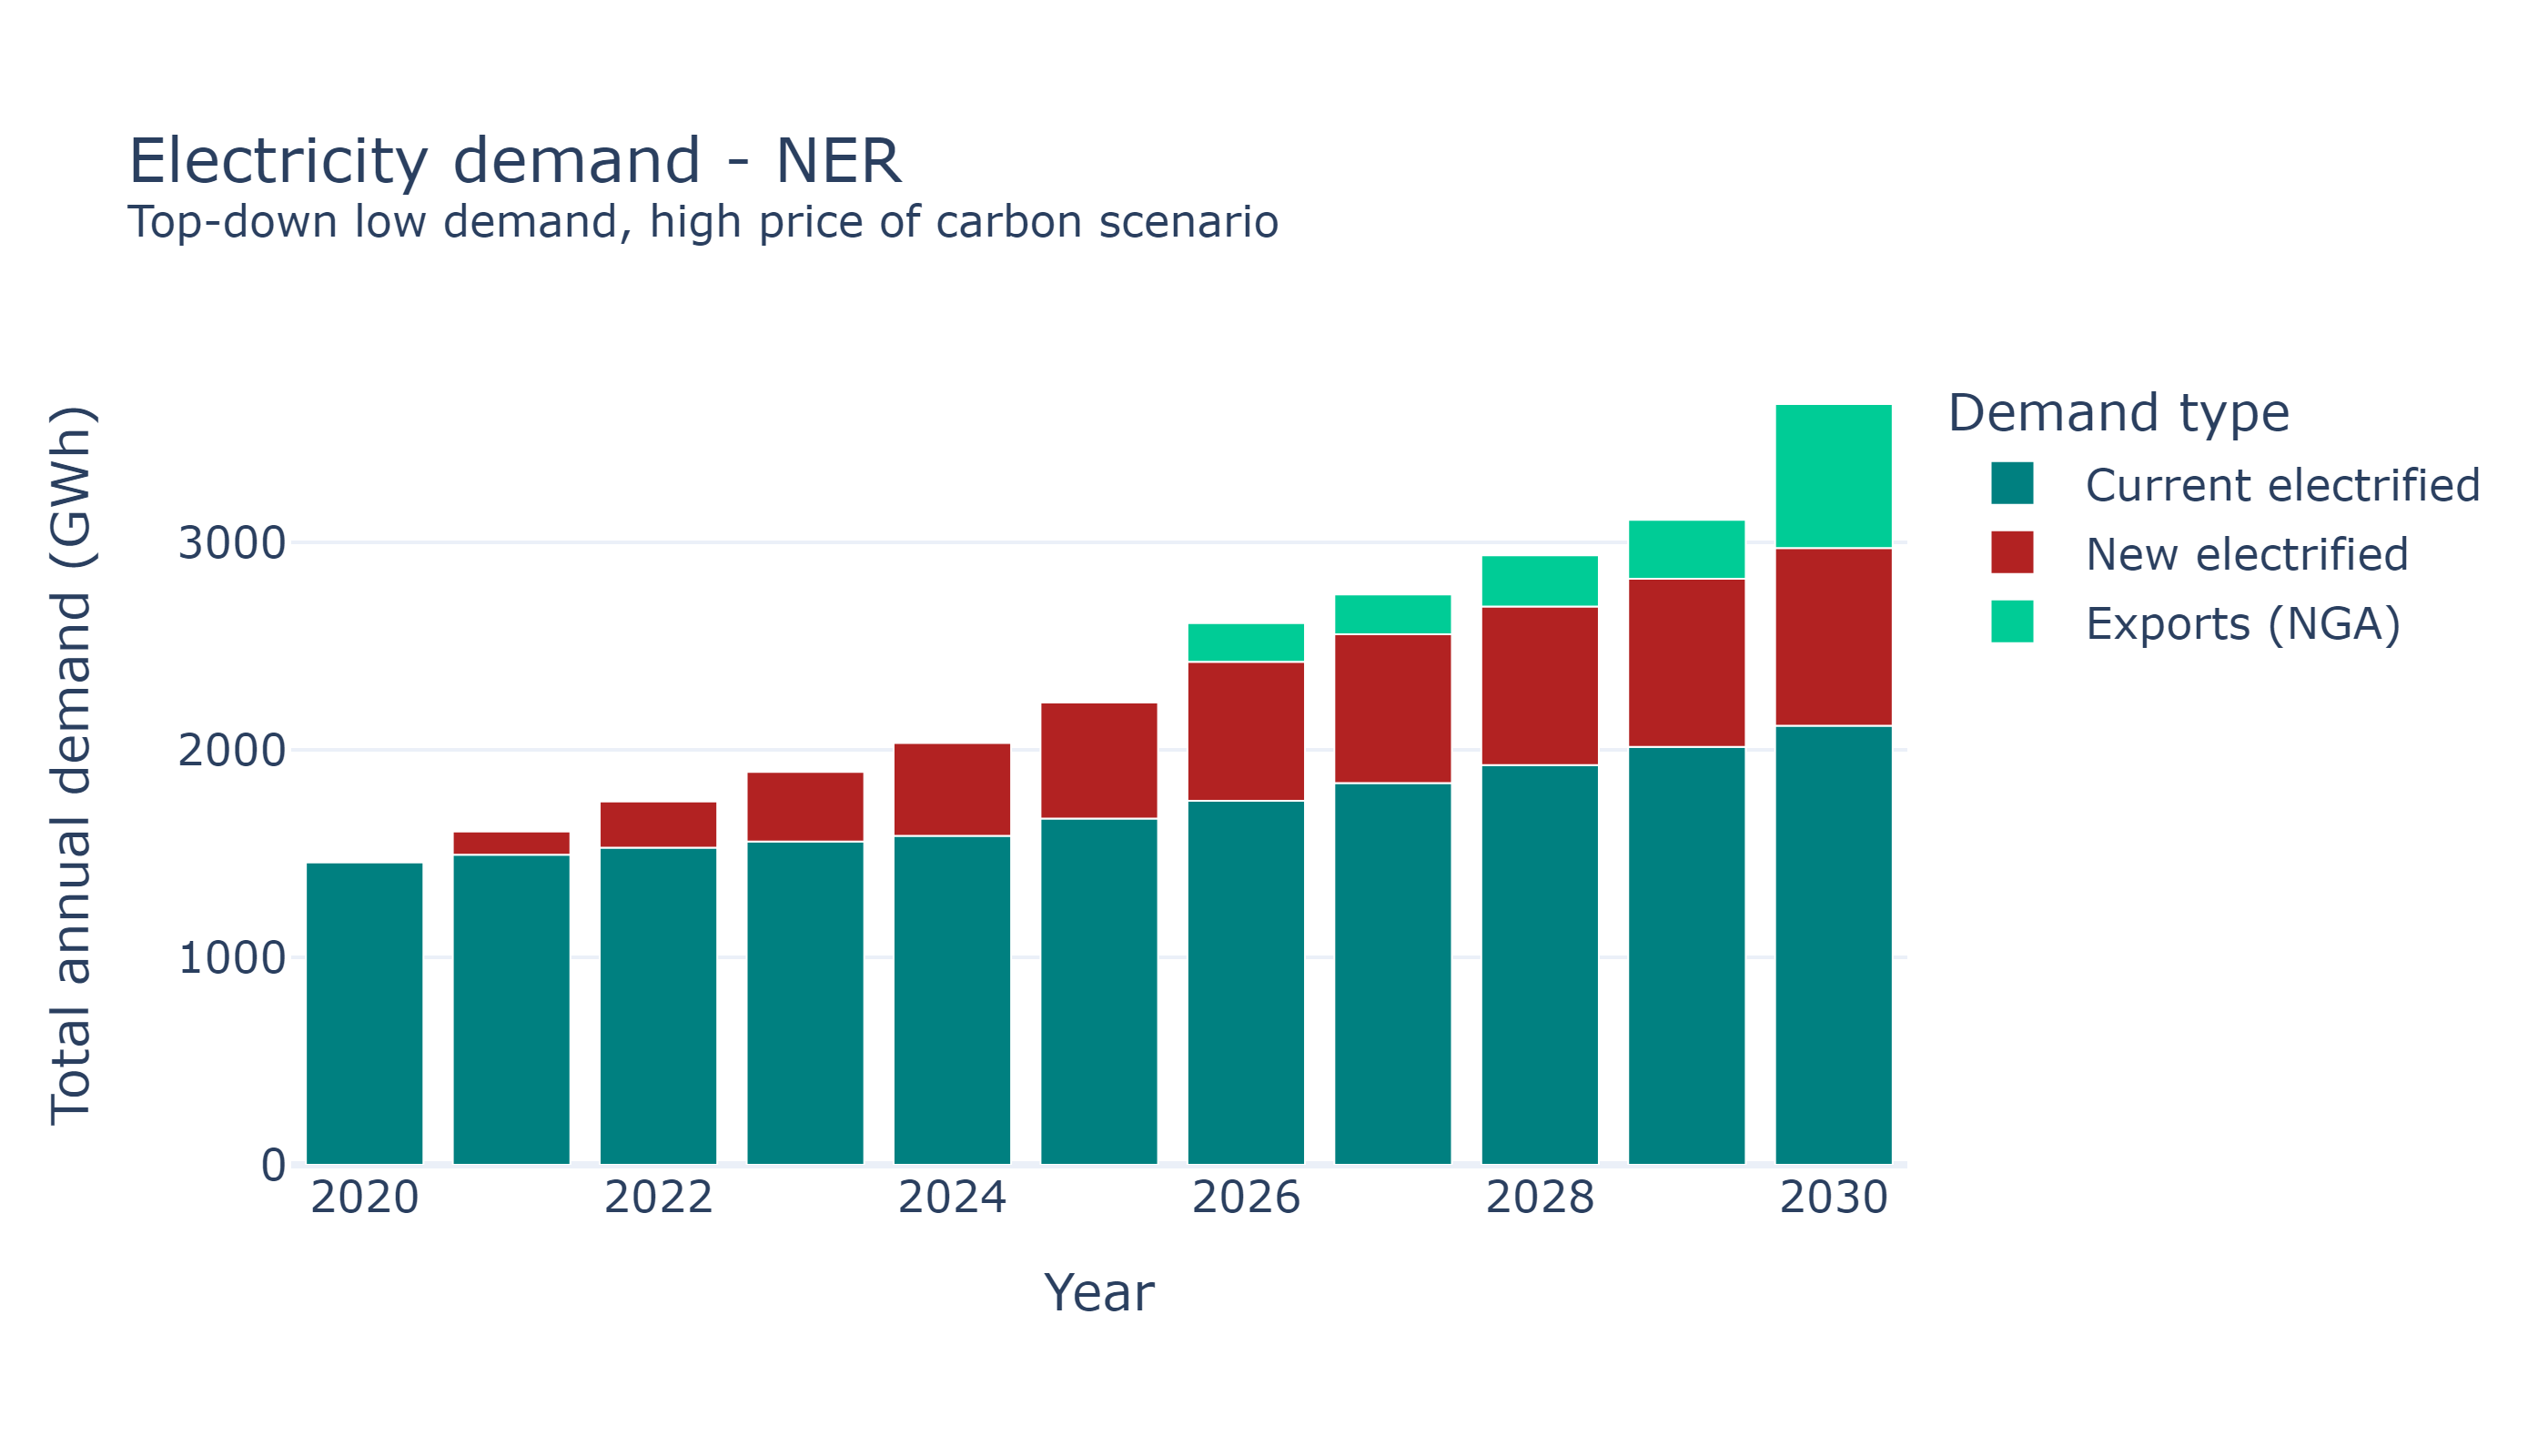 Electricity demand - NER
Top-down low demand, high price of carbon scenario
Total annual demand (GWh)
3000
2000
1000
0
2020
2022
2024
2026
2028
2030
Year
Demand type
Current electrified
New electrified
Exports (NGA)